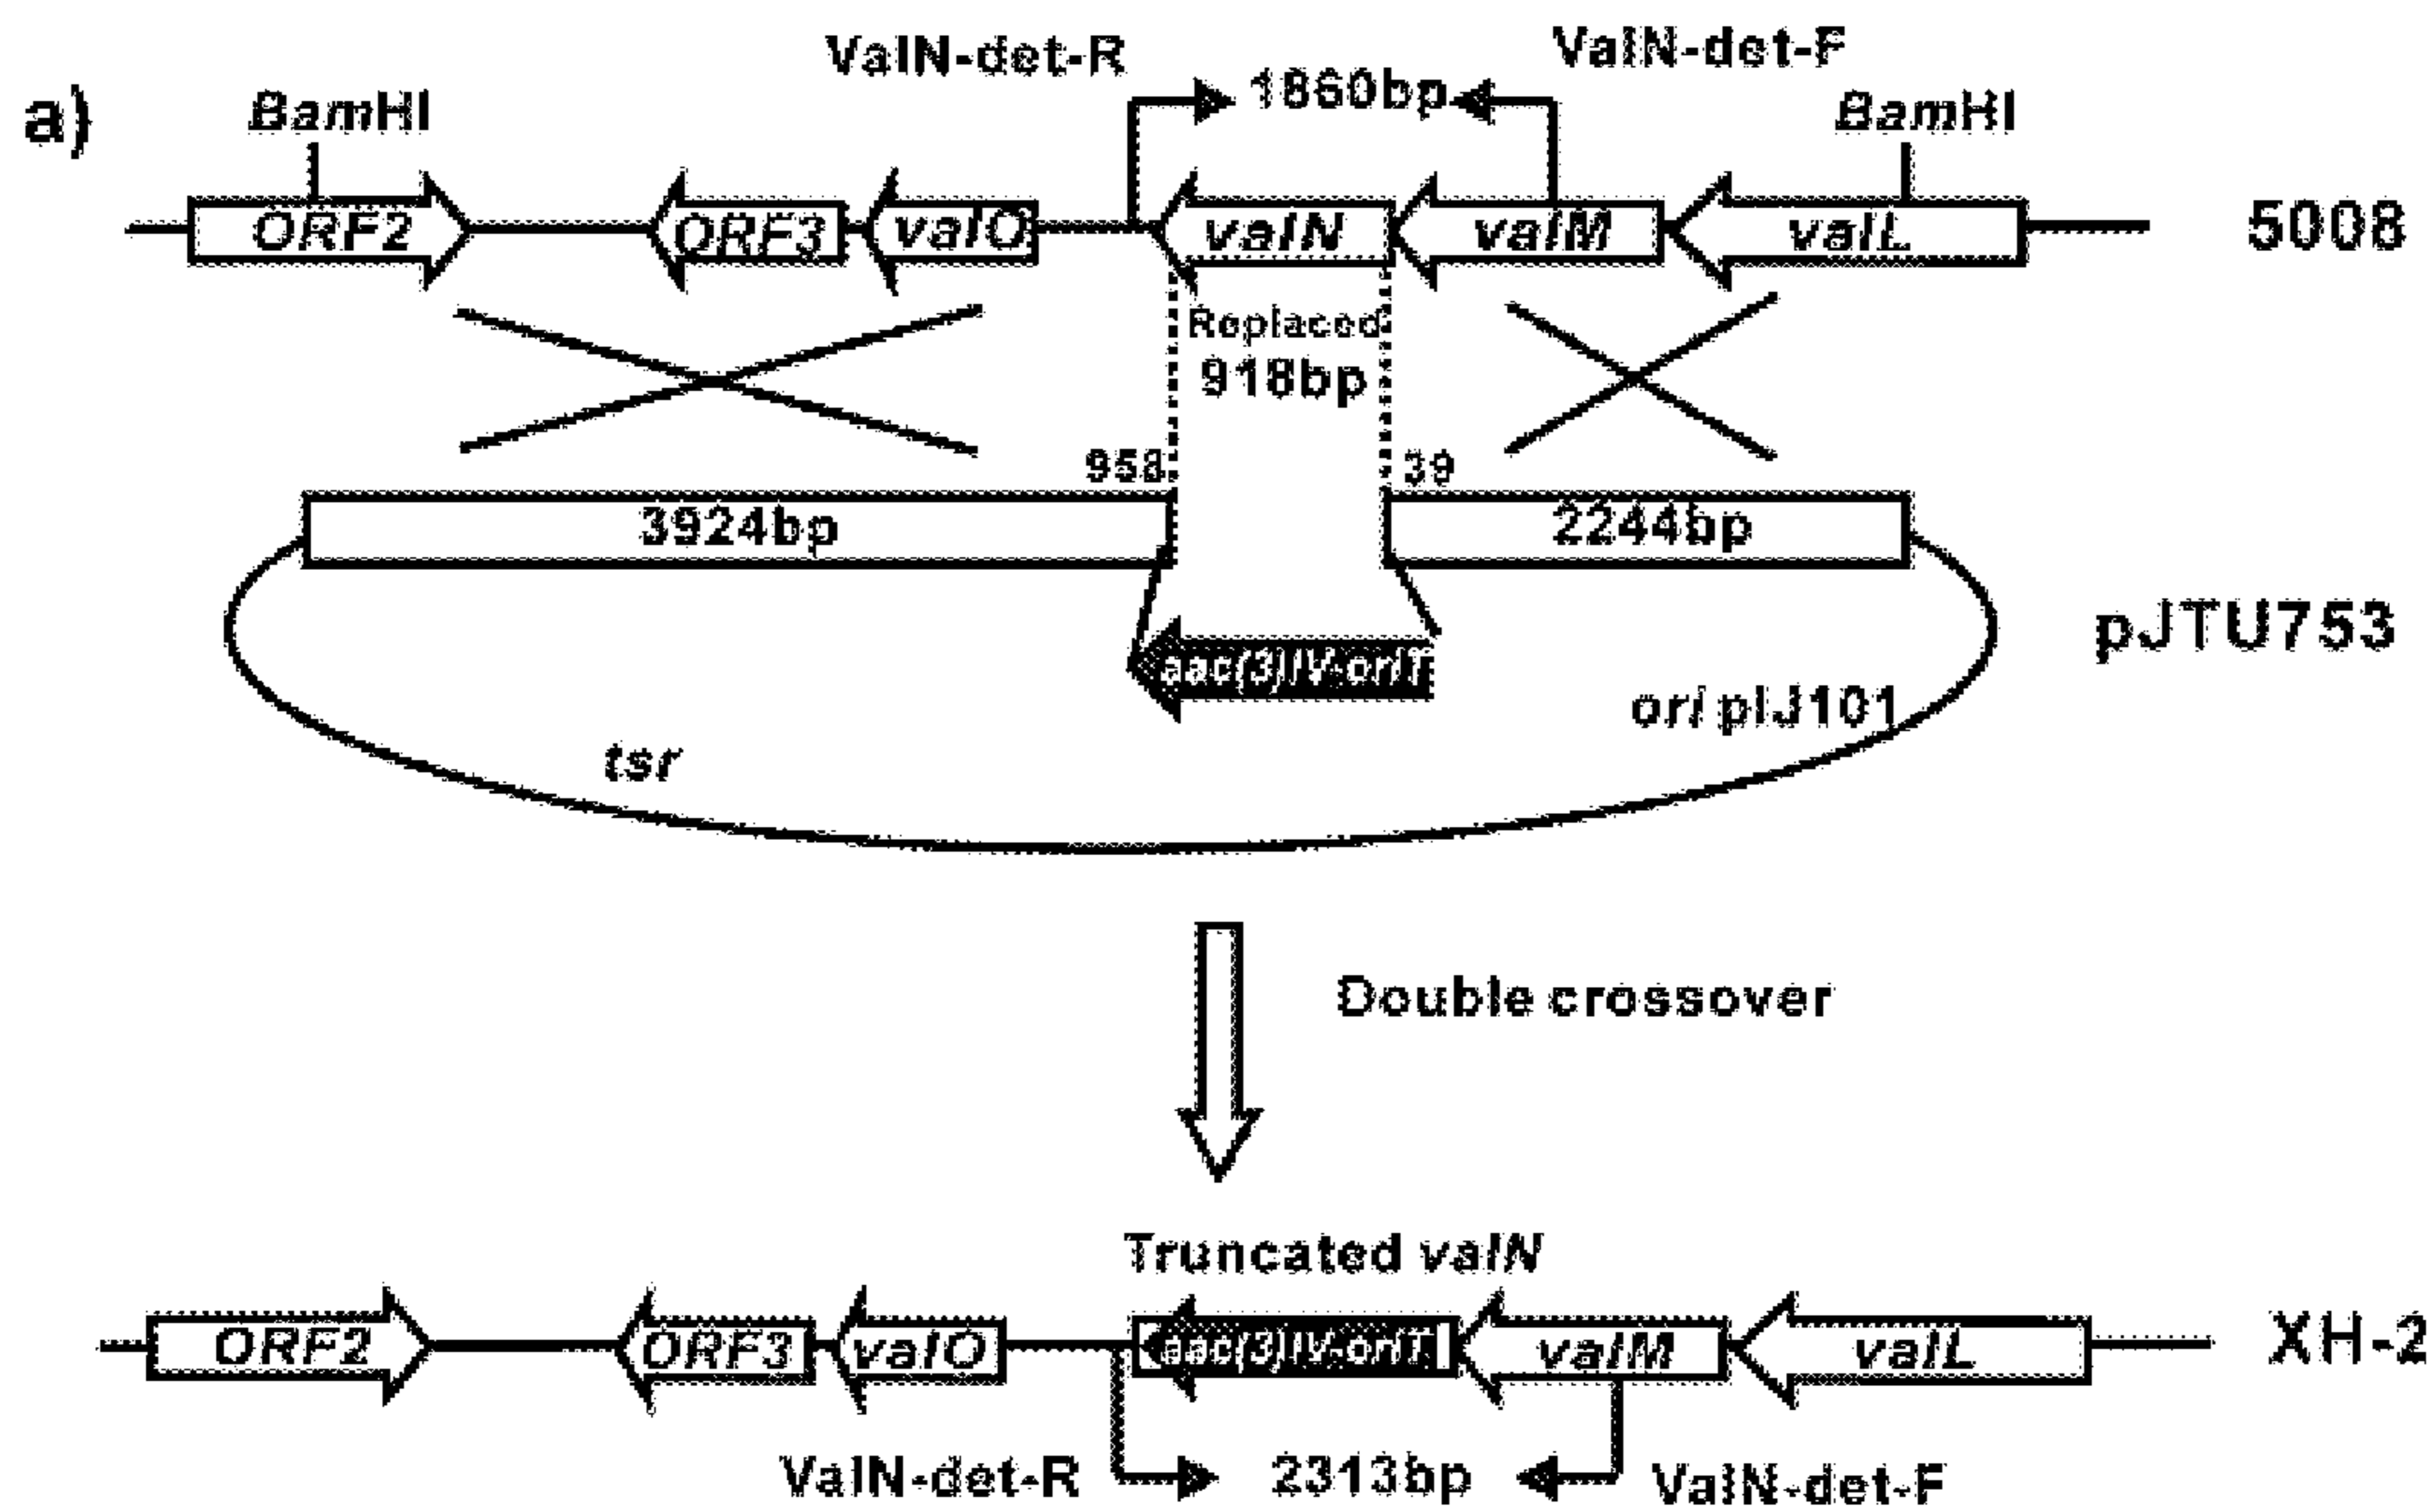 a)
ValN-det-R
1860bp
ValN-det-F
BamHI
BamHI
ORF2
ORF3
valO
valN
valM
valL
5008
Replaced
918bp
958
39
3924bp
2244bp
aac(3)IV-oriT
pJTU753
ori pIJ101
tsr
Double crossover
Truncated valN
ORF2
ORF3
valO
aac(3)IV-oriT
valM
valL
XH-2
ValN-det-R
2313bp
ValN-det-F